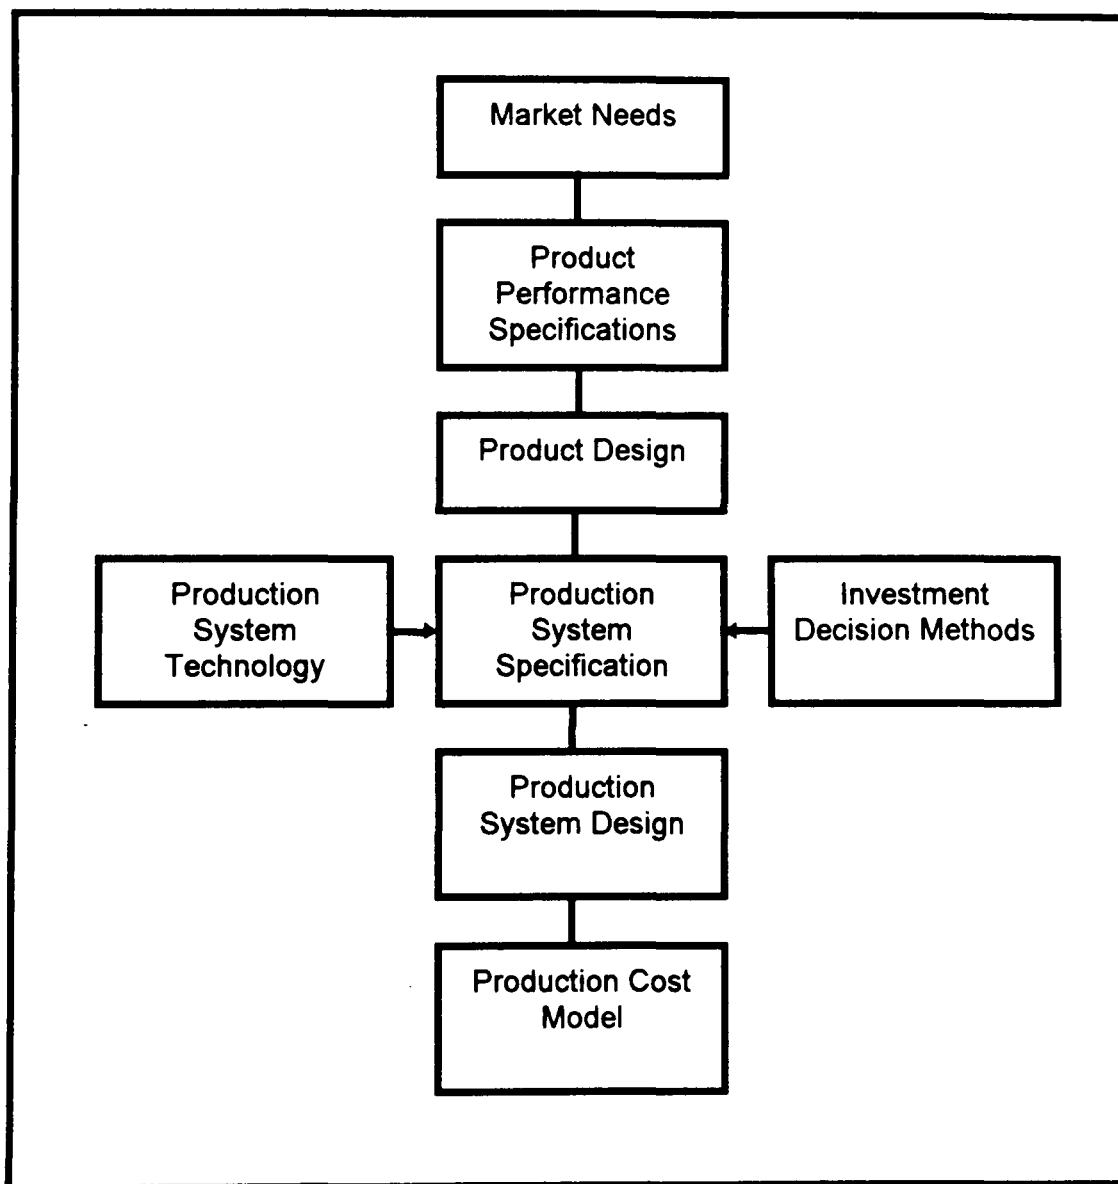 Market Needs
Product
Performance
Specifications
Product Design
Production
System
Technology
Production
System
Specification
Investment
Decision Methods
Production
System Design
Production Cost
Model